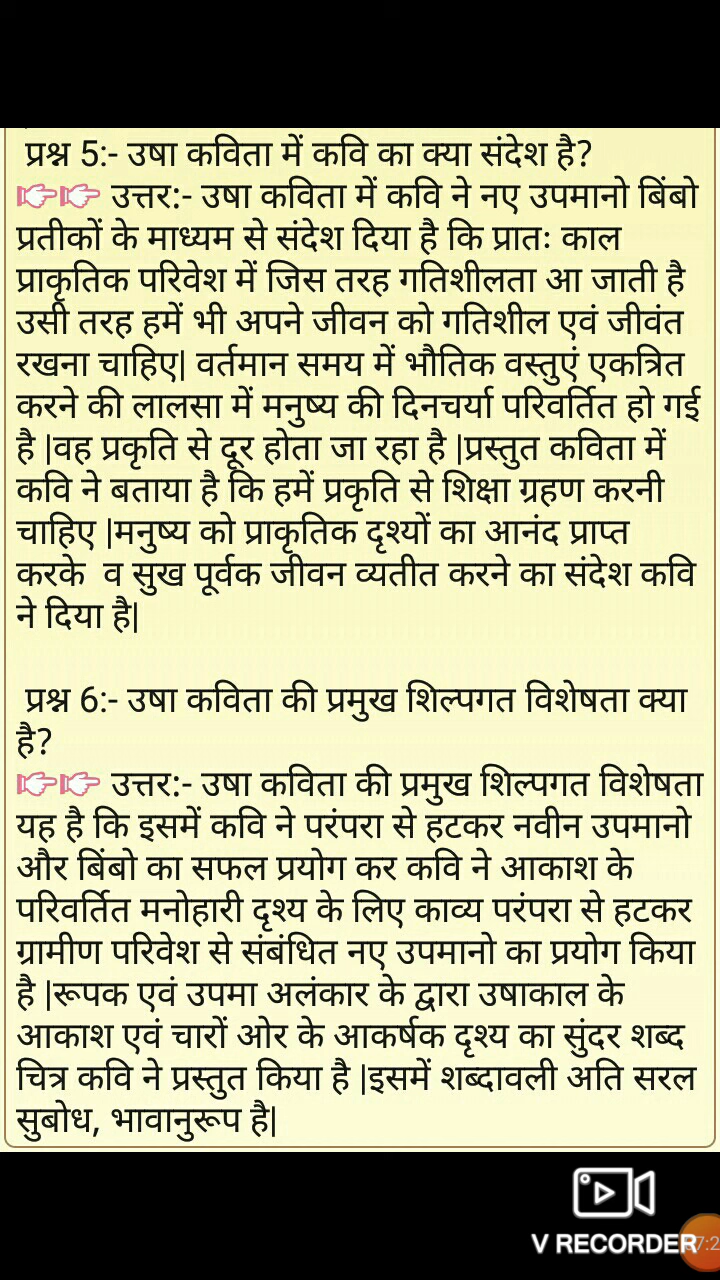 प्रश्न 5:- उषा कविता में कवि का क्या संदेश है?
उत्तर:- उषा कविता में कवि ने नए उपमानो बिंबो
प्रतीकों के माध्यम से संदेश दिया है कि प्रातः काल
प्राकृतिक परिवेश में जिस तरह गतिशीलता आ जाती है
उसी तरह हमें भी अपने जीवन को गतिशील एवं जीवंत
रखना चाहिए| वर्तमान समय में भौतिक वस्तुएं एकत्रित
करने की लालसा में मनुष्य की दिनचर्या परिवर्तित हो गई
है |वह प्रकृति से दूर होता जा रहा है |प्रस्तुत कविता में
कवि ने बताया है कि हमें प्रकृति से शिक्षा ग्रहण करनी
चाहिए |मनुष्य को प्राकृतिक दृश्यों का आनंद प्राप्त
करके व सुख पूर्वक जीवन व्यतीत करने का संदेश कवि
ने दिया है|
प्रश्न 6:- उषा कविता की प्रमुख शिल्पगत विशेषता क्या
है?
उत्तर:- उषा कविता की प्रमुख शिल्पगत विशेषता
यह है कि इसमें कवि ने परंपरा से हटकर नवीन उपमानो
और बिंबो का सफल प्रयोग कर कवि ने आकाश के
परिवर्तित मनोहारी दृश्य के लिए काव्य परंपरा से हटकर
ग्रामीण परिवेश से संबंधित नए उपमानो का प्रयोग किया
है |रूपक एवं उपमा अलंकार के द्वारा उषाकाल के
आकाश एवं चारों ओर के आकर्षक दृश्य का सुंदर शब्द
चित्र कवि ने प्रस्तुत किया है |इसमें शब्दावली अति सरल
सुबोध, भावानुरूप है|
V RECORDER